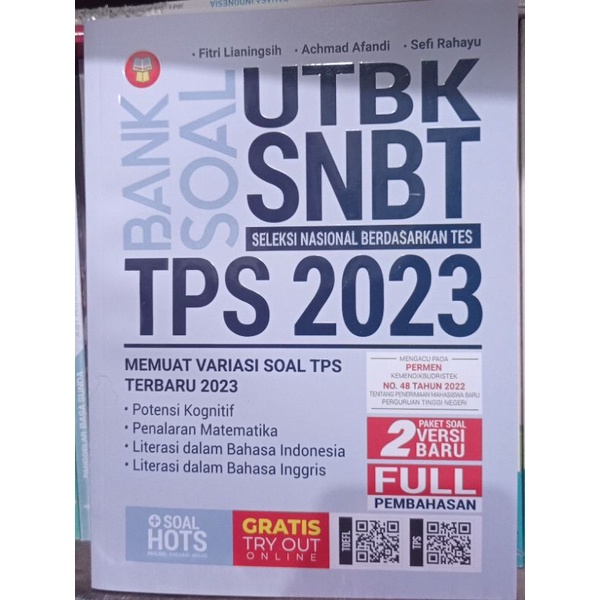 • Fitri Lianingsih • Achmad Afandi • Sefi Rahayu
BANK
SOAL
UTBK
SNBT
SELEKSI NASIONAL BERDASARKAN TES
TPS 2023
MEMUAT VARIASI SOAL TPS
TERBARU 2023
• Potensi Kognitif
• Penalaran Matematika
• Literasi dalam Bahasa Indonesia
• Literasi dalam Bahasa Inggris
MENGACU PADA
PERMEN
KEMENDIKBUDRISTEK
NO. 48 TAHUN 2022
TENTANG PENERIMAAN MAHASISWA BARU
PERGURUAN TINGGI NEGERI
2 PAKET SOAL
VERSI
BARU
FULL
PEMBAHASAN
+SOAL
HOTS
GRATIS
TRY OUT
ONLINE
TOEFL
TPS